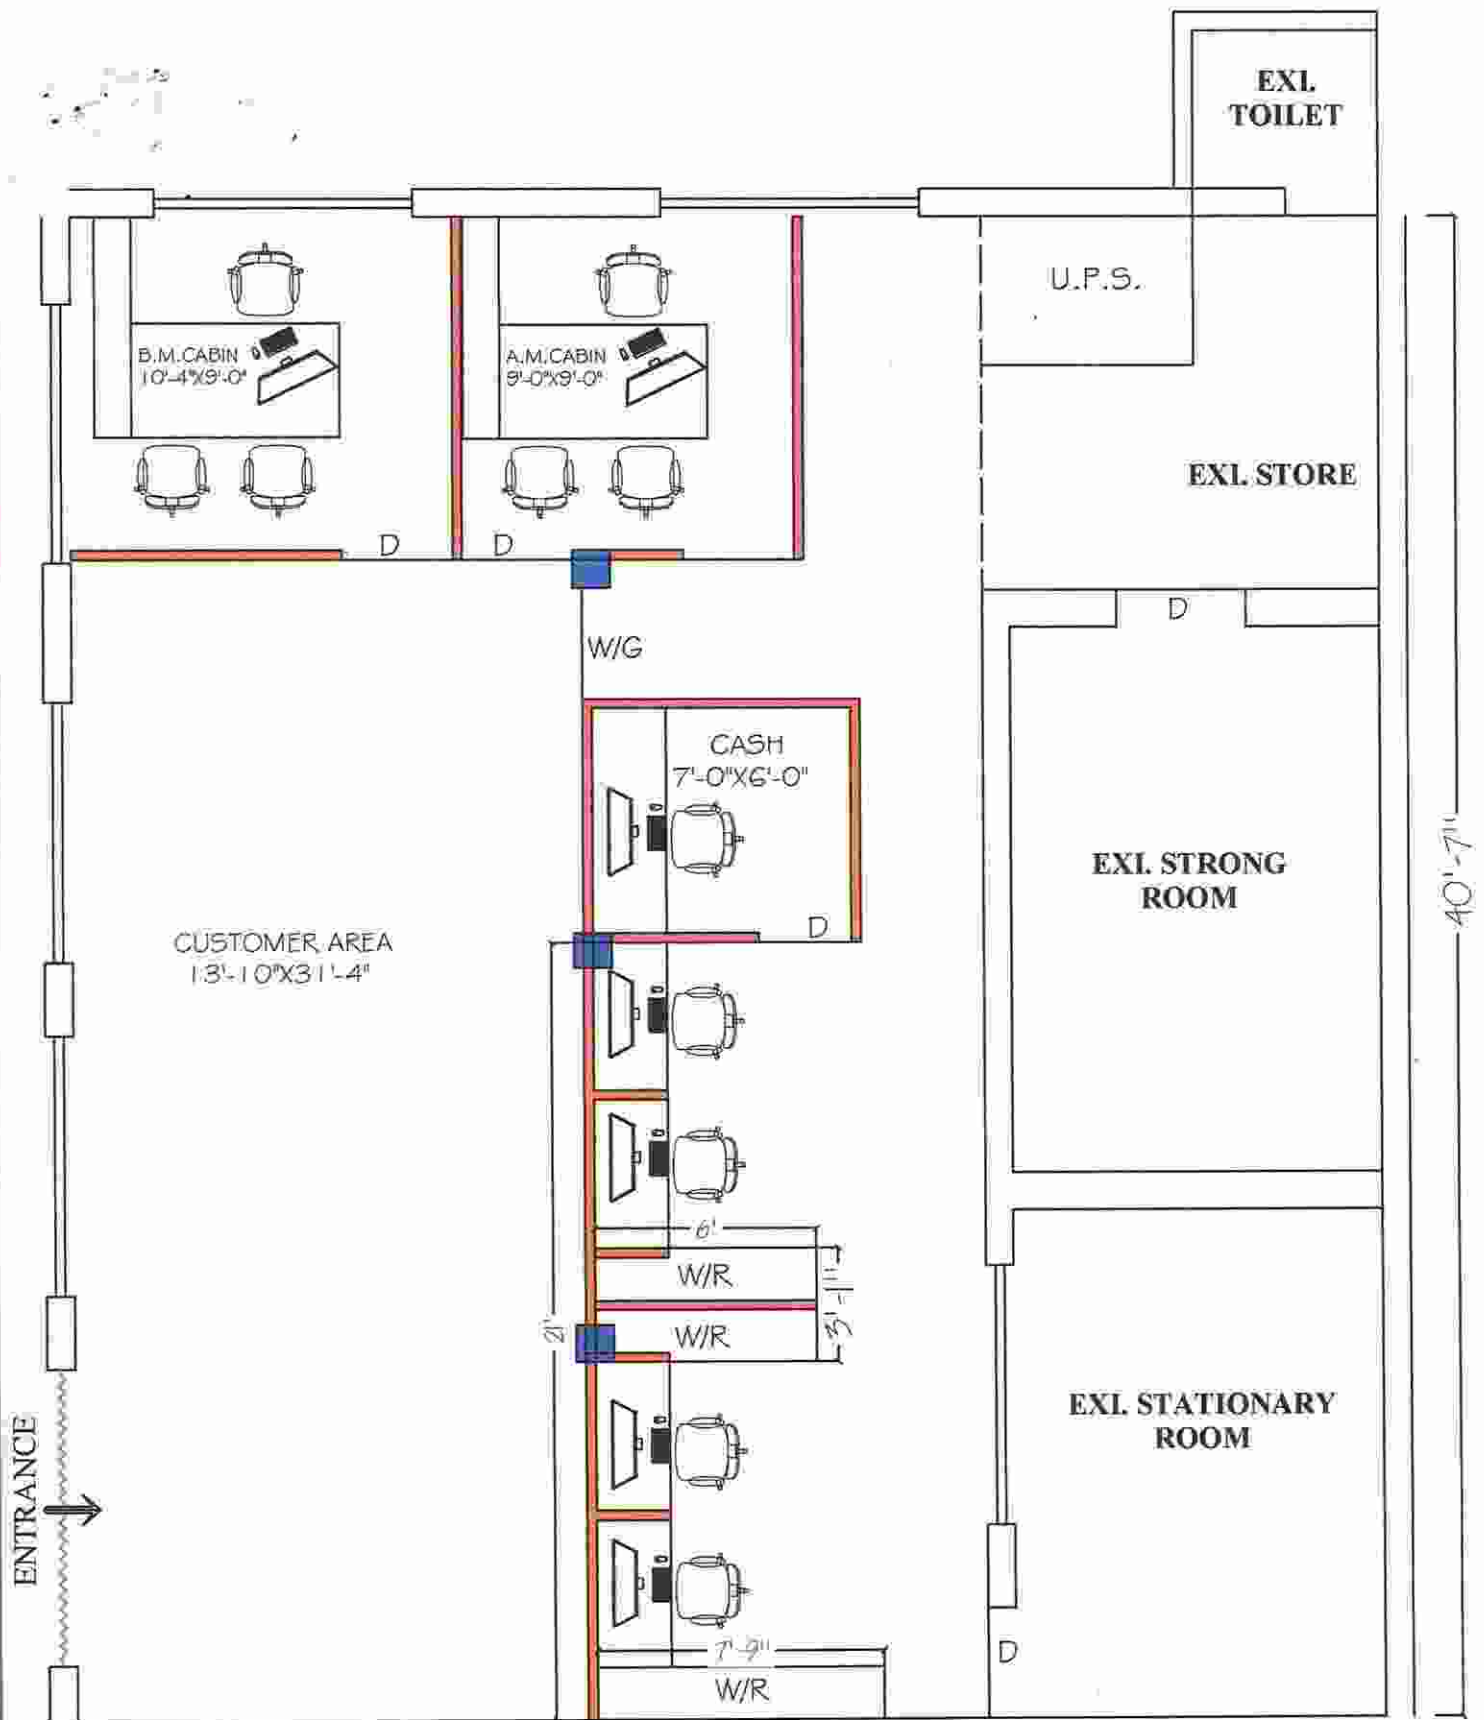 EXI.
TOILET
U.P.S.
B.M.CABIN
10'-4"X9'-0"
A.M.CABIN
9'-0"X9'-0"
EXI. STORE
D
D
D
W/G
CASH
7'-0"X6'-0"
40'-7"
EXI. STRONG
ROOM
D
CUSTOMER AREA
13'-10"X31'-4"
6'
W/R
3'-1"
21'
W/R
EXI. STATIONARY
ROOM
ENTRANCE
7'-9"
D
W/R